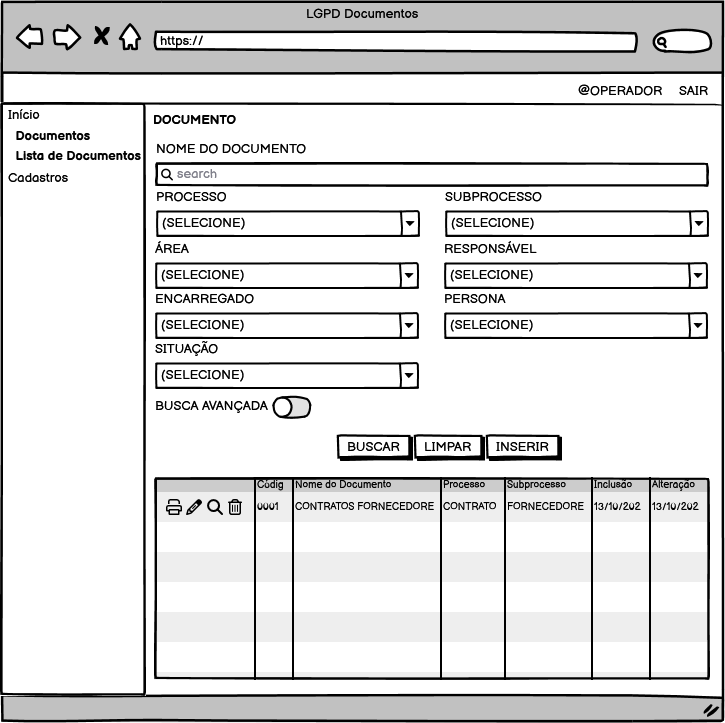 LGPD Documentos
https://
@OPERADOR SAIR
Início
Documentos
Lista de Documentos
Cadastros
DOCUMENTO
NOME DO DOCUMENTO
search
PROCESSO SUBPROCESSO
(SELECIONE) (SELECIONE)
ÁREA RESPONSÁVEL
(SELECIONE) (SELECIONE)
ENCARREGADO PERSONA
(SELECIONE) (SELECIONE)
SITUAÇÃO
(SELECIONE)
BUSCA AVANÇADA
BUSCAR LIMPAR INSERIR
Códig Nome do Documento Processo Subprocesso Inclusão Alteração
0001 CONTRATOS FORNECEDORE CONTRATO FORNECEDORE 13/10/202 13/10/202